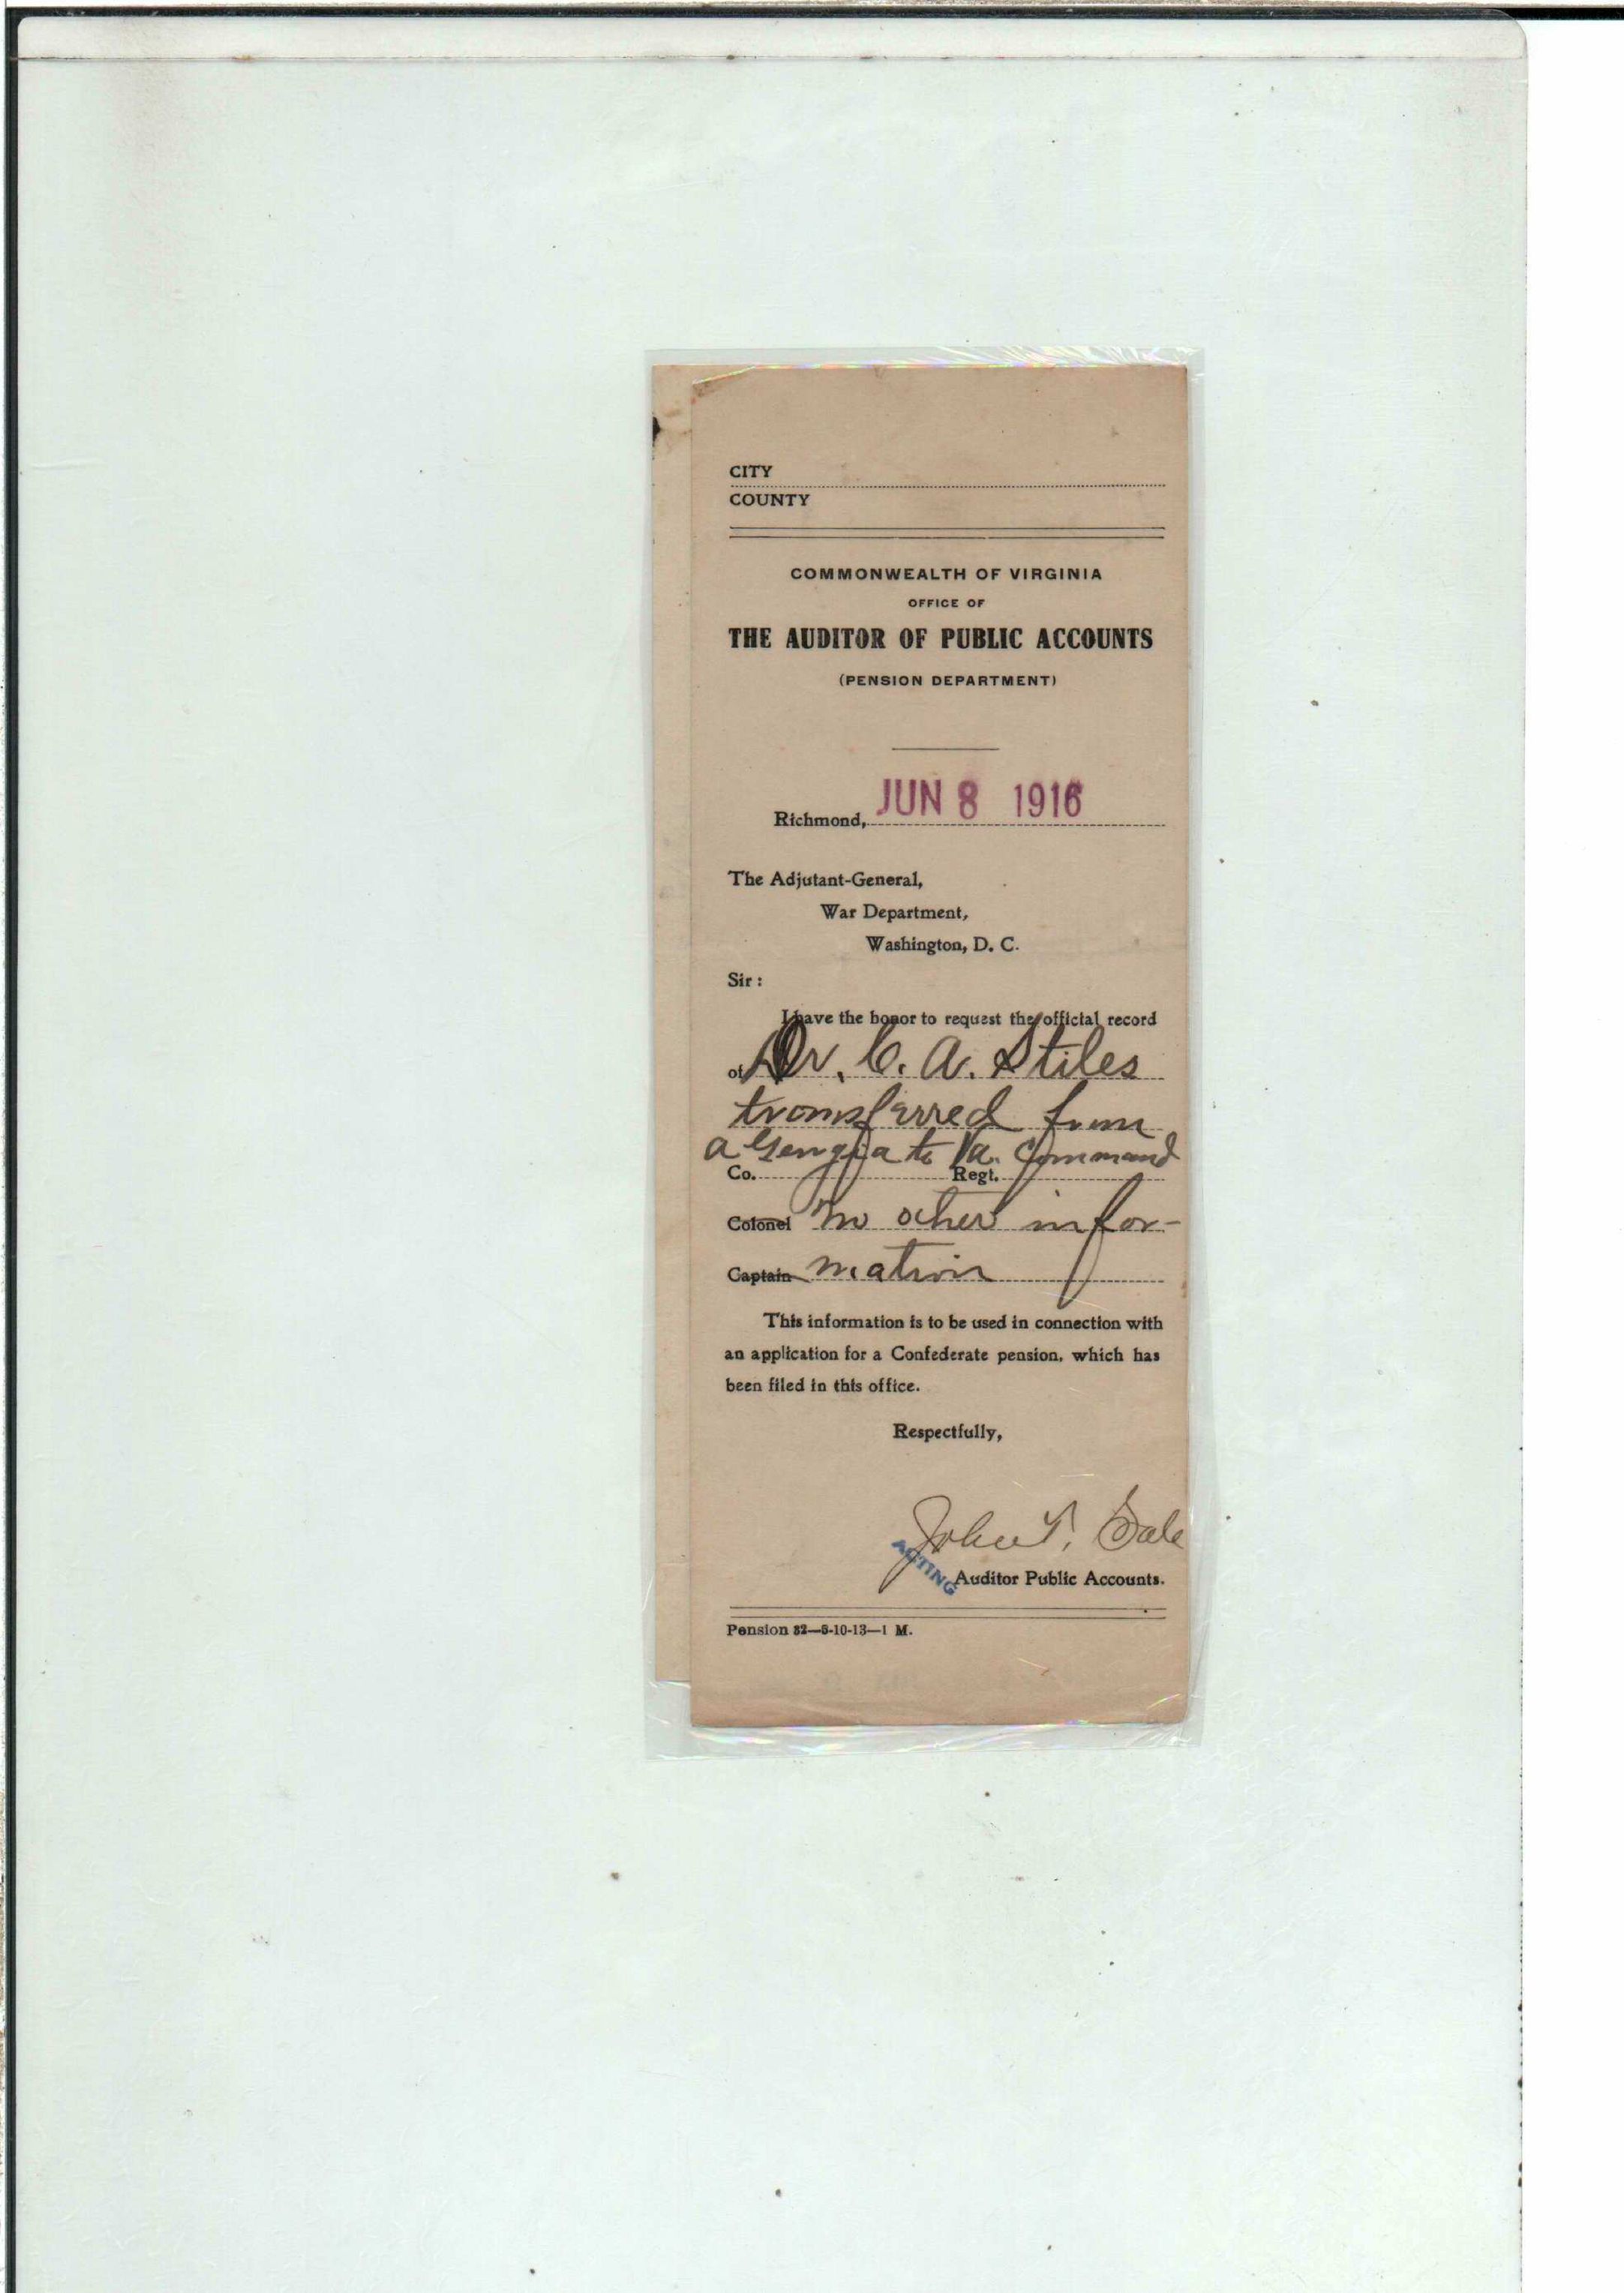 CITY
COUNTY
COMMONWEALTH OF VIRGINIA
OFFICE OF
THE AUDITOR OF PUBLIC ACCOUNTS
(PENSION DEPARTMENT)
JUN 8 1916
Richmond,
The Adjutant-General,
War Department,
Washington, D. C.
Sir:
I have the honor to request the official record
of Dr. C. A. Stiles
transferred from
a Georgia to Va. Command
Co. Regt.
Colonel no other infor-
Captain mation
This information is to be used in connection with
an application for a Confederate pension, which has
been filed in this office.
Respectfully,
John T. Gale
ACTING
Auditor Public Accounts.
Pension 32—6-10-13—1 M.